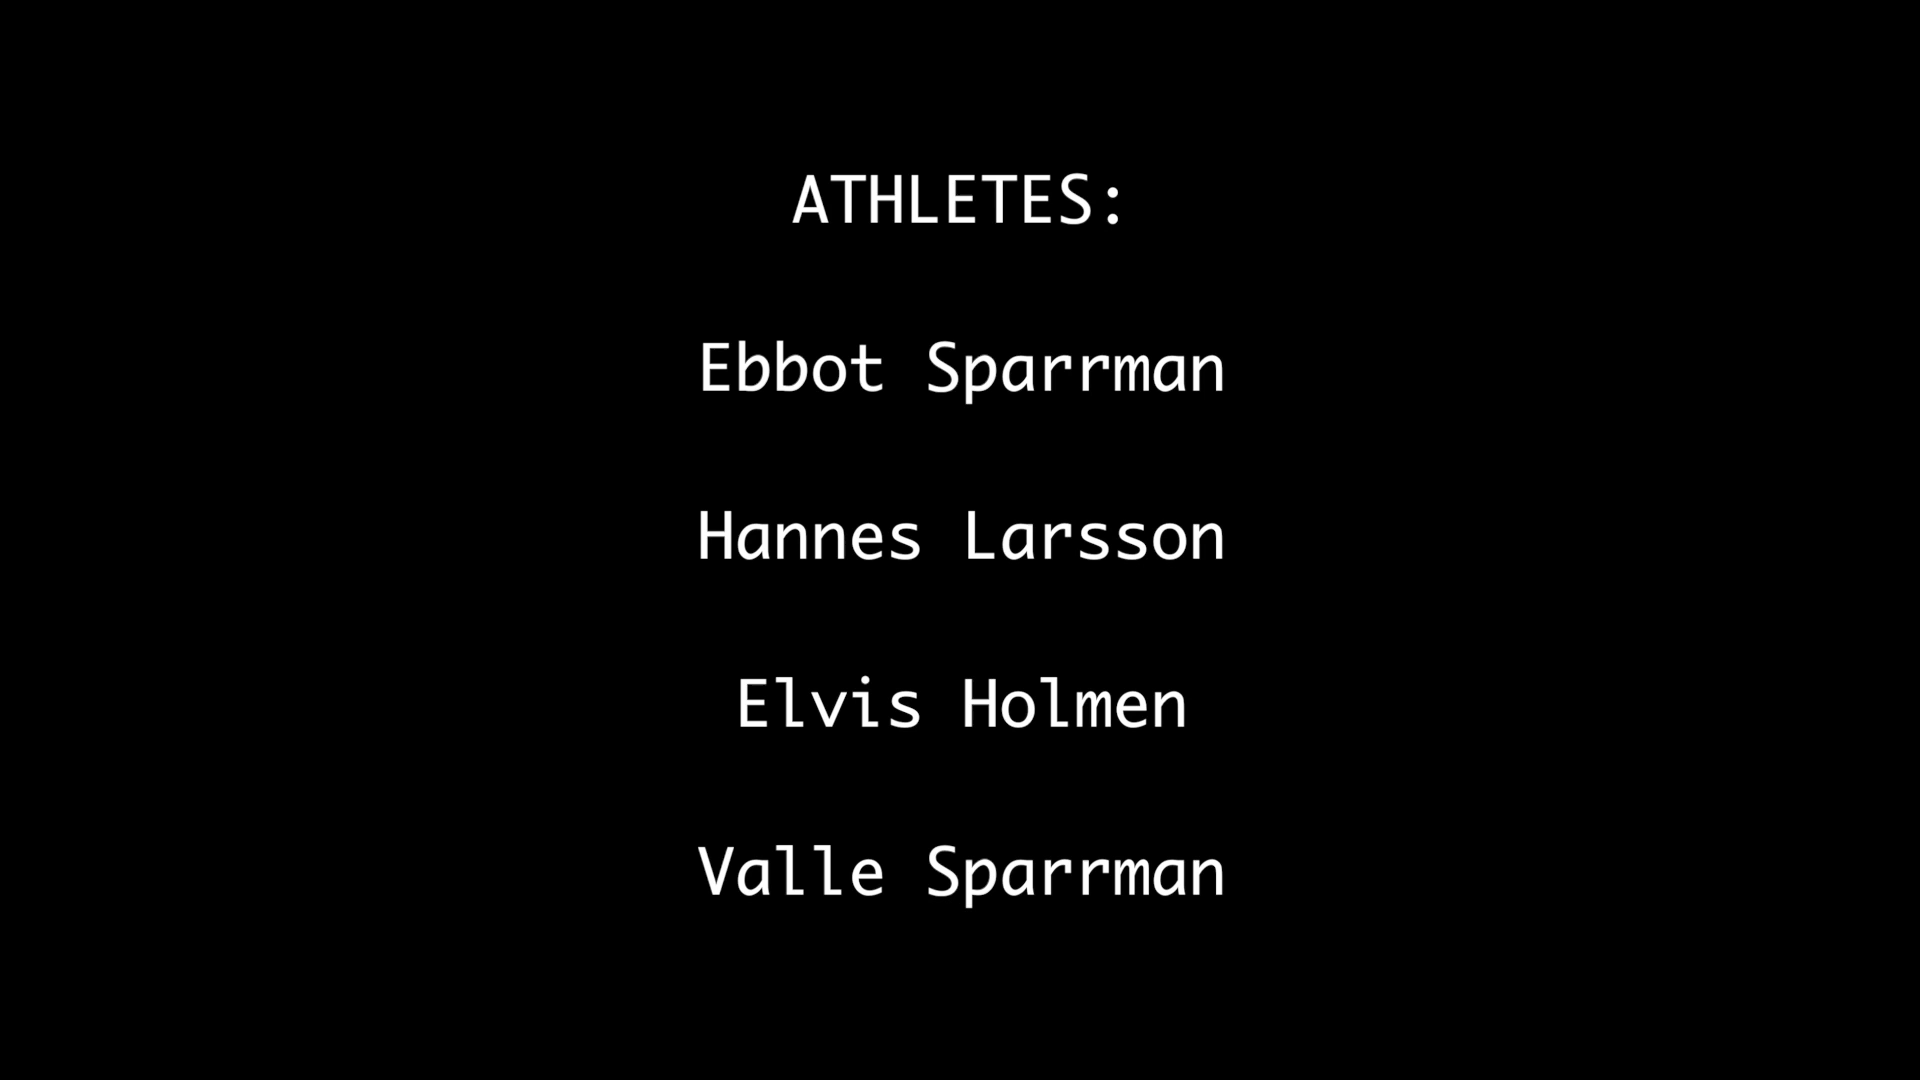 ATHLETES:
Ebbot Sparrman
Hannes Larsson
Elvis Holmen
Valle Sparrman